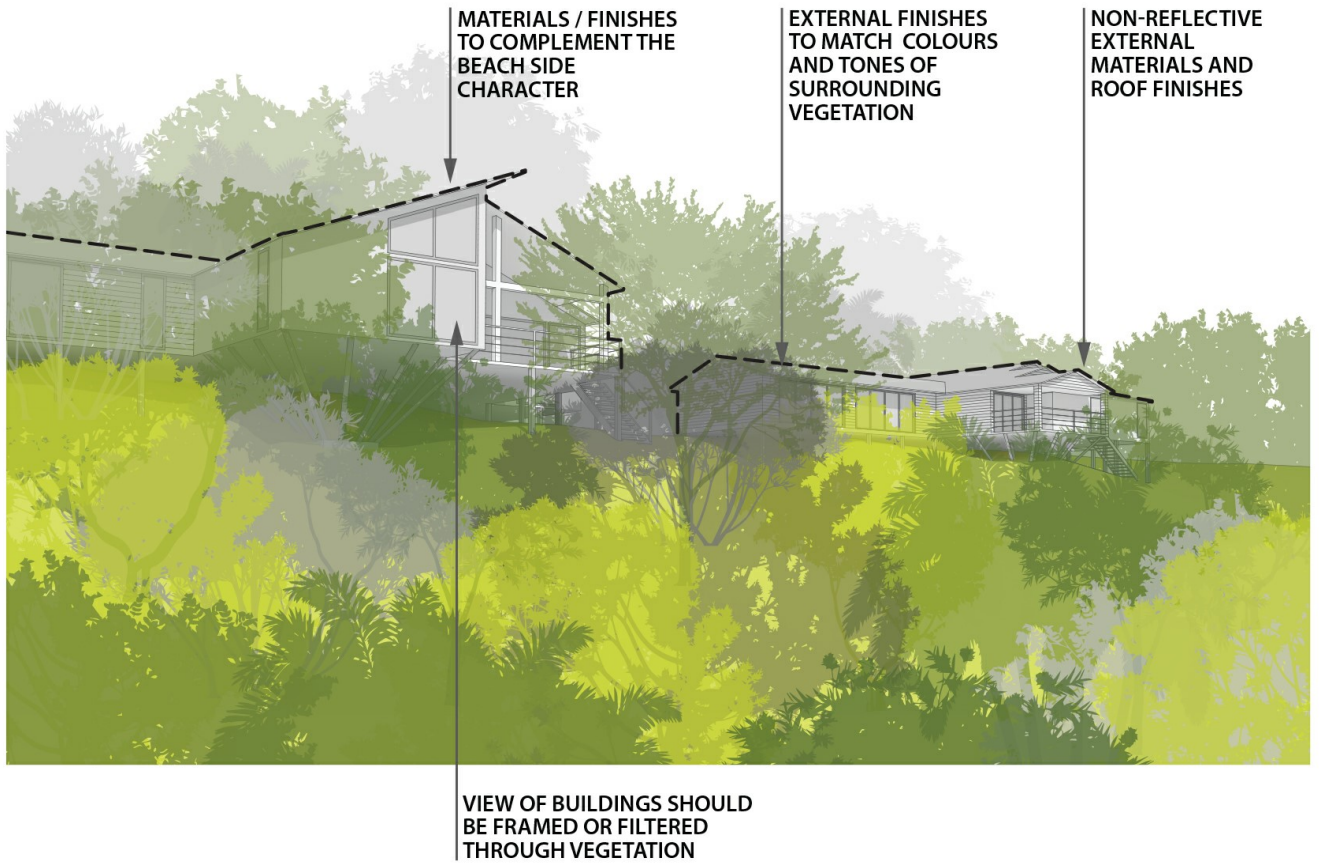 MATERIALS / FINISHES
TO COMPLEMENT THE
BEACH SIDE
CHARACTER
EXTERNAL FINISHES
TO MATCH COLOURS
AND TONES OF
SURROUNDING
VEGETATION
NON-REFLECTIVE
EXTERNAL
MATERIALS AND
ROOF FINISHES
VIEW OF BUILDINGS SHOULD
BE FRAMED OR FILTERED
THROUGH VEGETATION